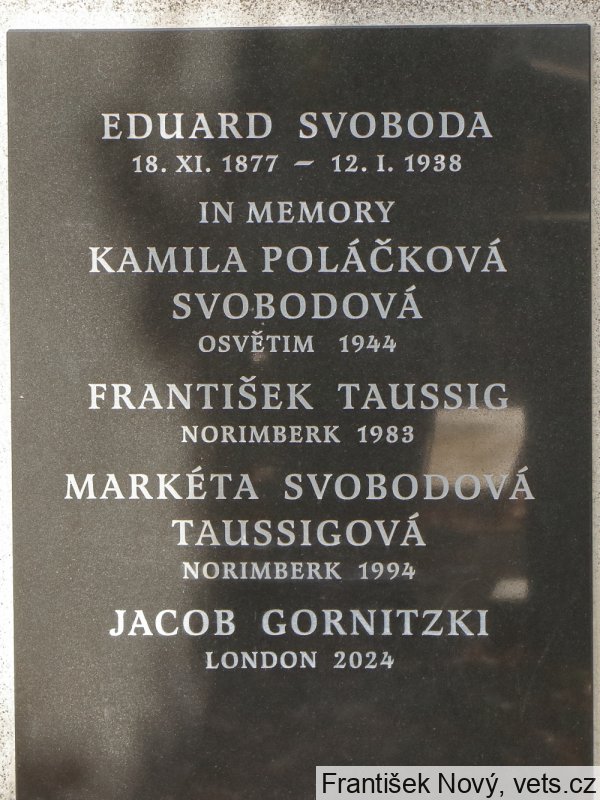 EDUARD SVOBODA
18. XI. 1877 – 12. I. 1938
IN MEMORY
KAMILA POLÁČKOVÁ
SVOBODOVÁ
OSVĚTIM 1944
FRANTIŠEK TAUSSIG
NORIMBERK 1983
MARKÉTA SVOBODOVÁ
TAUSSIGOVÁ
NORIMBERK 1994
JACOB GORNITZKI
LONDON 2024
František Nový, vets.cz